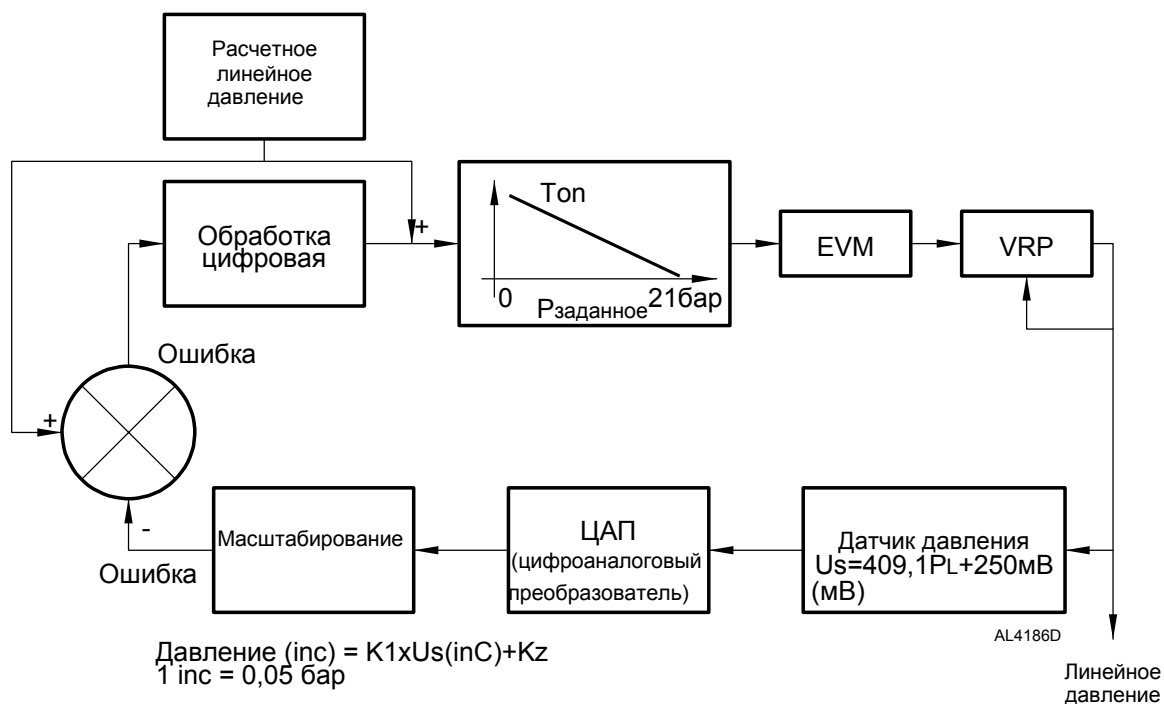 Расчетное
линейное
давление
Обработка
цифровая
+
Ton
0
Pзаданное
21бар
EVM
VRP
Ошибка
+
-
Ошибка
Масштабирование
ЦАП
(цифроаналоговый
преобразователь)
Датчик давления
Us=409,1PL+250мВ
(мВ)
AL4186D
Давление (inc) = K1xUs(inC)+Kz
1 inc = 0,05 бар
Линейное
давление